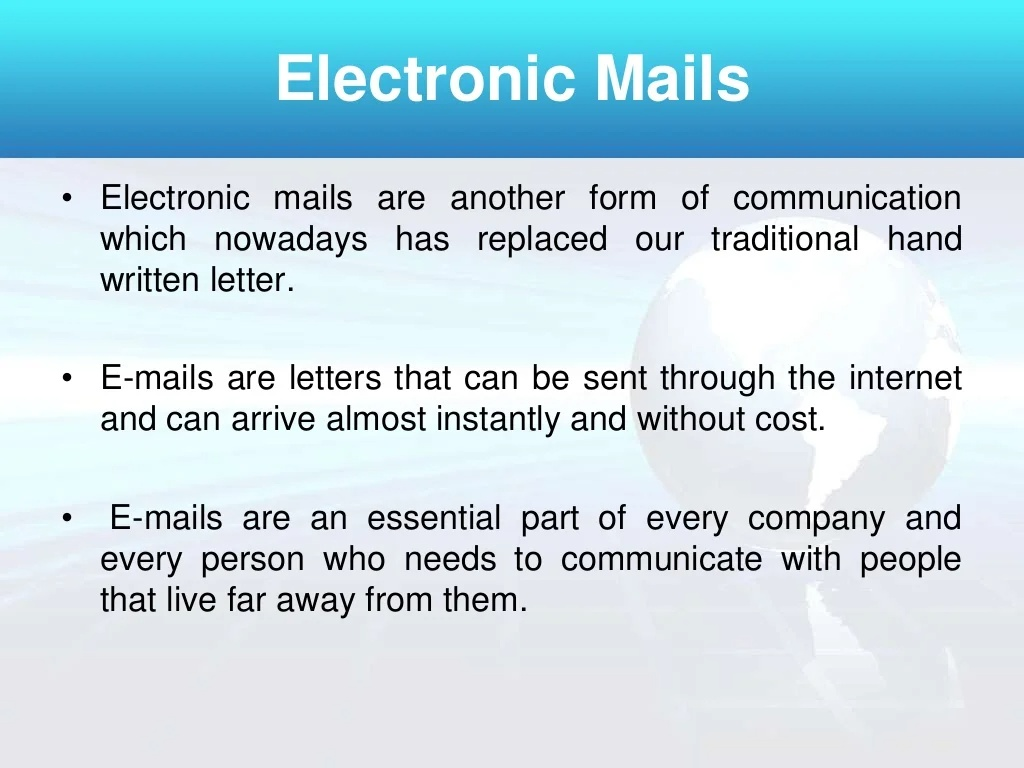 Electronic Mails
• Electronic mails are another form of communication
which nowadays has replaced our traditional hand
written letter.
• E-mails are letters that can be sent through the internet
and can arrive almost instantly and without cost.
• E-mails are an essential part of every company and
every person who needs to communicate with people
that live far away from them.